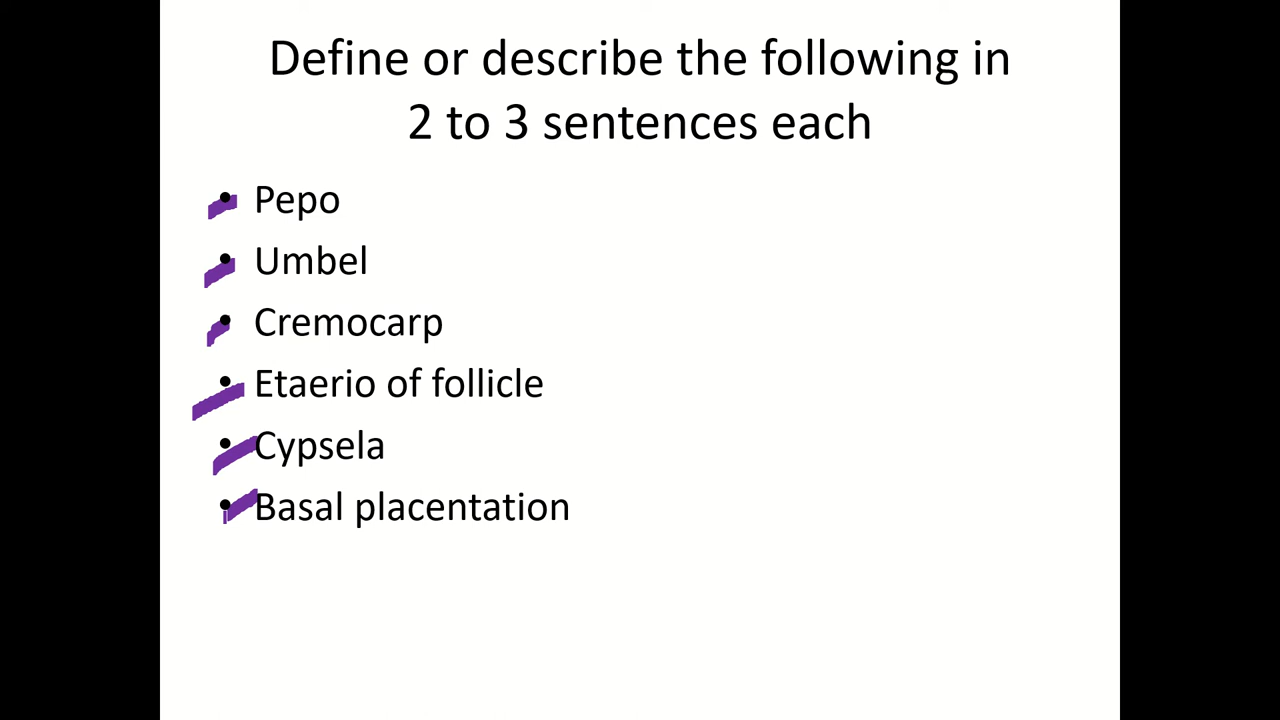 Define or describe the following in
2 to 3 sentences each
• Pepo
• Umbel
• Cremocarp
• Etaerio of follicle
• Cypsela
• Basal placentation